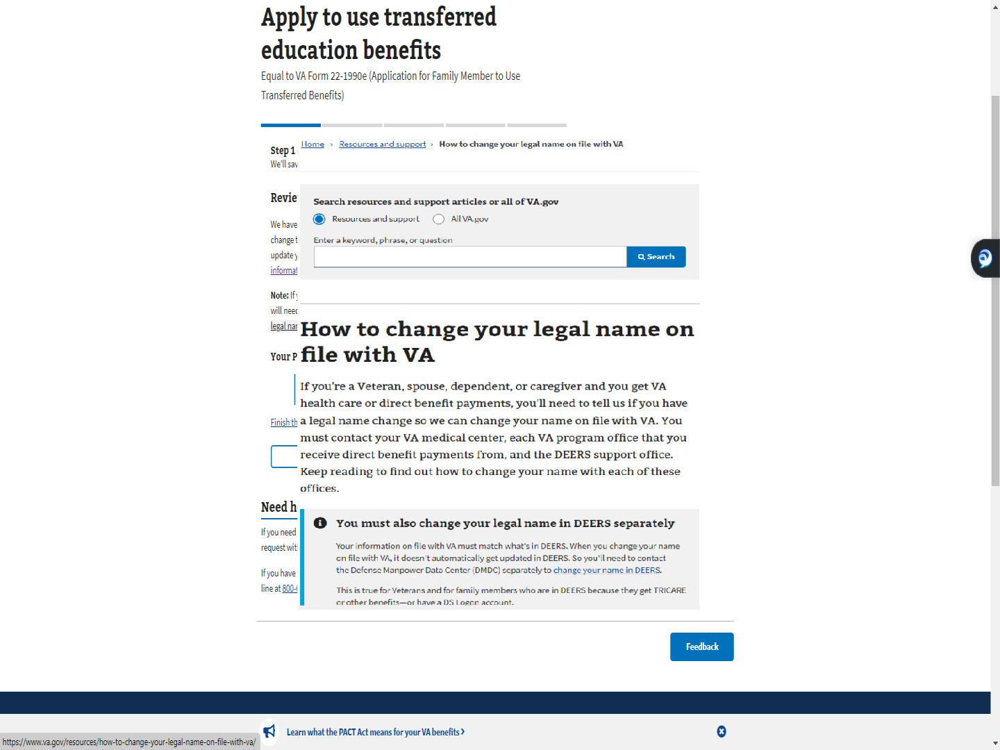 Apply to use transferred
education benefits
Equal to VA Form 22-1990e (Application for Family Member to Use
Transferred Benefits)
Step 1
We'll sav
Revie
We have
change t
update y
informat
Note: If y
will need
legal nar
Your P
Finish th
Need h
If you need
request wit
If you have
line at 800-
Home › Resources and support › How to change your legal name on file with VA
Search resources and support articles or all of VA.gov
Resources and support All VA.gov
Enter a keyword, phrase, or question
Search
How to change your legal name on
file with VA
If you're a Veteran, spouse, dependent, or caregiver and you get VA
health care or direct benefit payments, you'll need to tell us if you have
a legal name change so we can change your name on file with VA. You
must contact your VA medical center, each VA program office that you
receive direct benefit payments from, and the DEERS support office.
Keep reading to find out how to change your name with each of these
offices.
You must also change your legal name in DEERS separately
Your information on file with VA must match what's in DEERS. When you change your name
on file with VA, it doesn't automatically get updated in DEERS. So you'll need to contact
the Defense Manpower Data Center (DMDC) separately to change your name in DEERS.
This is true for Veterans and for family members who are in DEERS because they get TRICARE
or other benefits—or have a DS Logon account.
Feedback
Learn what the PACT Act means for your VA benefits ›
https://www.va.gov/resources/how-to-change-your-legal-name-on-file-with-va/